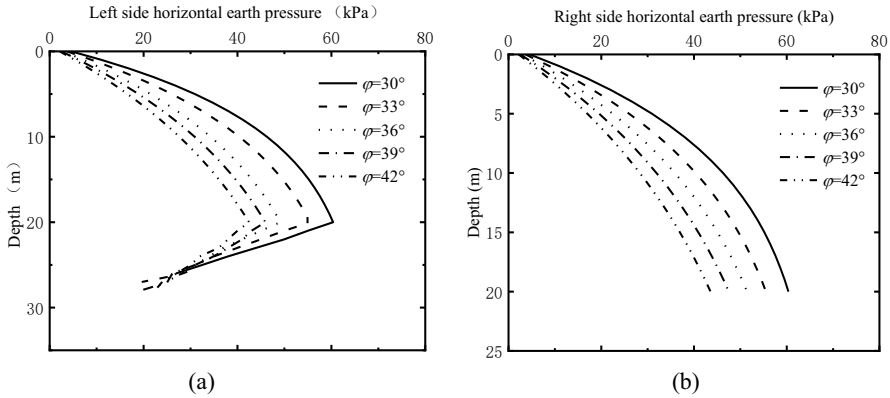 Left side horizontal earth pressure （kPa）
0 20 40 60 80
0
10
20
30
Depth（m）
φ=30°
φ=33°
φ=36°
φ=39°
φ=42°
(a)
Right side horizontal earth pressure (kPa)
0 20 40 60 80
0
5
10
15
20
25
Depth (m)
φ=30°
φ=33°
φ=36°
φ=39°
φ=42°
(b)